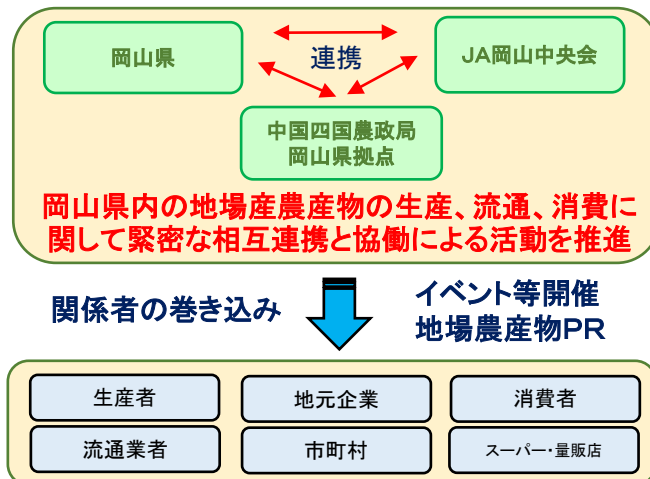 岡山県
連携
JA岡山中央会
中国四国農政局
岡山県拠点
岡山県内の地場産農産物の生産、流通、消費に
関して緊密な相互連携と協働による活動を推進
関係者の巻き込み
イベント等開催
地場農産物PR
生産者
地元企業
消費者
流通業者
市町村
スーパー・量販店